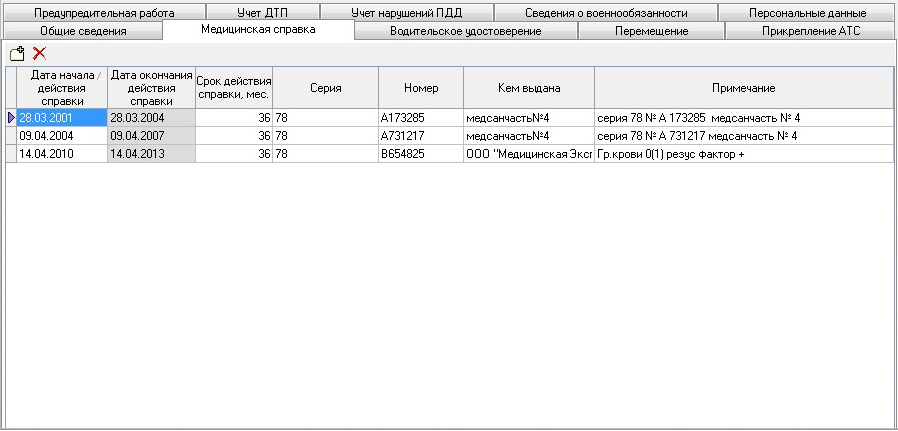 Предупредительная работа Учет ДТП Учет нарушений ПДД Сведения о военнообязанности Персональные данные
Общие сведения Медицинская справка Водительское удостоверение Перемещение Прикрепление АТС
Дата начала действия справки Дата окончания действия справки Срок действия справки, мес. Серия Номер Кем выдана Примечание
28.03.2001 28.03.2004 36 78 А173285 медсанчасть№4 серия 78 № А 173285 медсанчасть № 4
09.04.2004 09.04.2007 36 78 А731217 медсанчасть№4 серия 78 № А 731217 медсанчасть № 4
14.04.2010 14.04.2013 36 78 В654825 ООО "Медицинская Эксп Гр.крови 0(1) резус фактор +